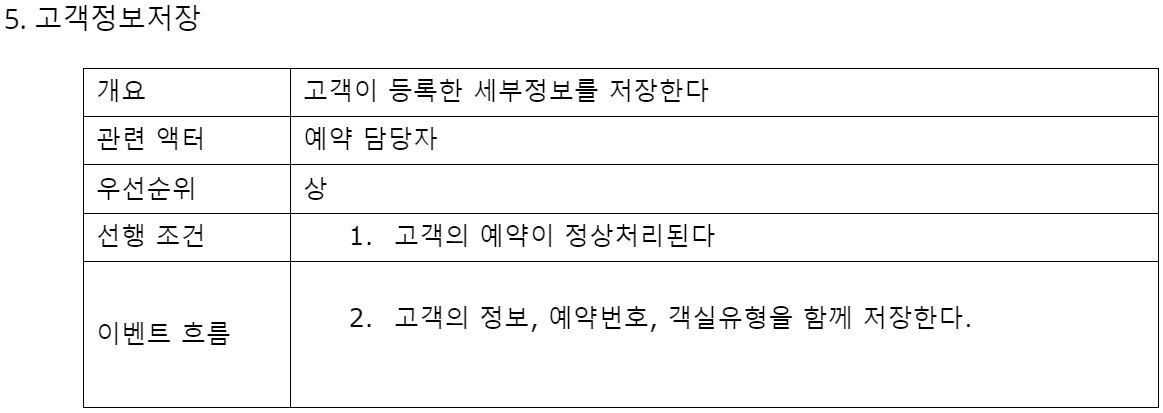 5. 고객정보저장
개요 고객이 등록한 세부정보를 저장한다
관련 액터 예약 담당자
우선순위 상
선행 조건 1. 고객의 예약이 정상처리된다
이벤트 흐름 2. 고객의 정보, 예약번호, 객실유형을 함께 저장한다.